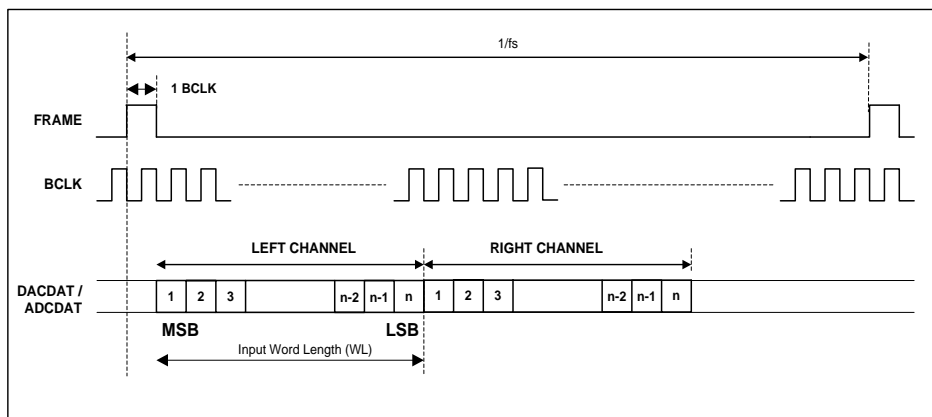 1/fs
1 BCLK
FRAME
BCLK
LEFT CHANNEL RIGHT CHANNEL
DACDAT /
ADCDAT
1 2 3 n-2 n-1 n 1 2 3 n-2 n-1 n
MSB LSB
Input Word Length (WL)